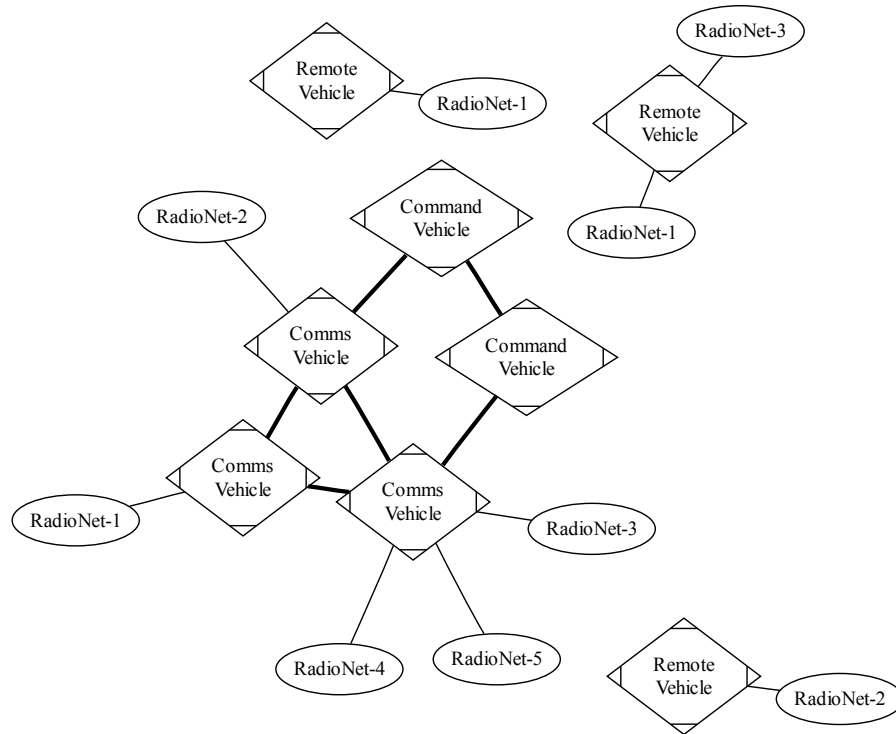 RadioNet-3
Remote
Vehicle
RadioNet-1
Remote
Vehicle
RadioNet-2
Command
Vehicle
RadioNet-1
Comms
Vehicle
Command
Vehicle
Comms
Vehicle
Comms
Vehicle
RadioNet-1
RadioNet-3
RadioNet-4
RadioNet-5
Remote
Vehicle
RadioNet-2